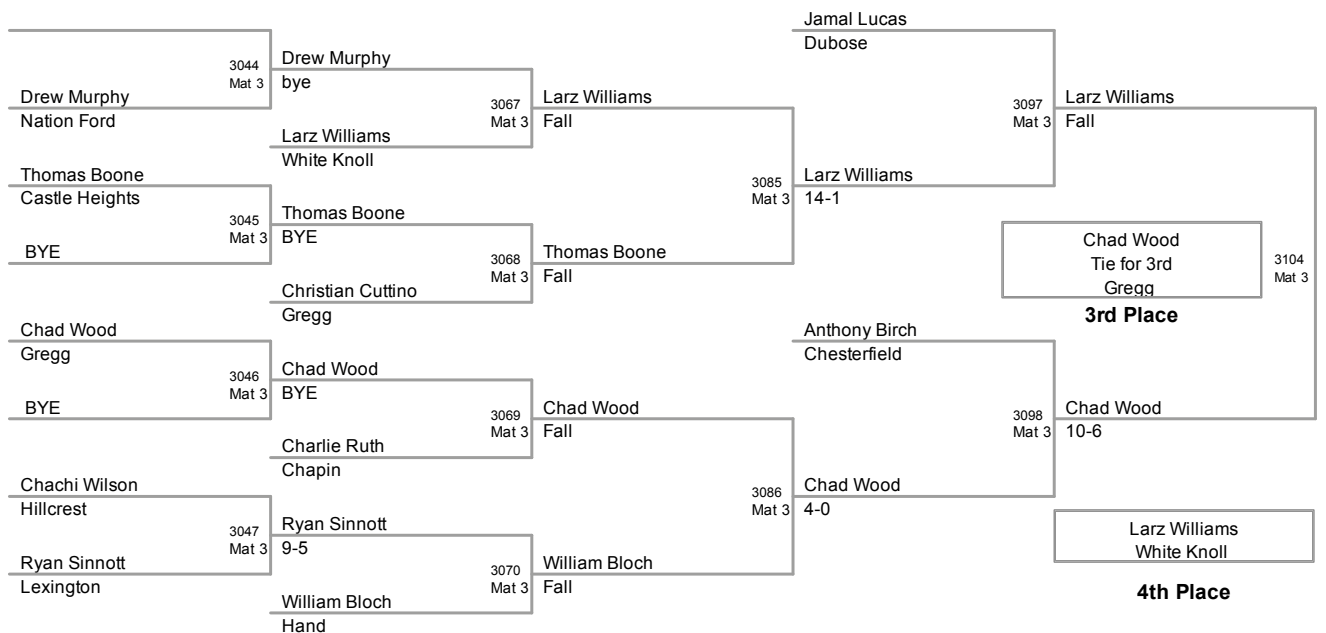 Jamal Lucas
Dubose
3044
Mat 3
Drew Murphy
bye
Drew Murphy
Nation Ford
3067
Mat 3
Larz Williams
Fall
3097
Mat 3
Larz Williams
Fall
Larz Williams
White Knoll
Thomas Boone
Castle Heights
3085
Mat 3
Larz Williams
14-1
3045
Mat 3
Thomas Boone
BYE
BYE
3068
Mat 3
Thomas Boone
Fall
Chad Wood
Tie for 3rd
Gregg
3rd Place
3104
Mat 3
Christian Cuttino
Gregg
Chad Wood
Gregg
Anthony Birch
Chesterfield
3046
Mat 3
Chad Wood
BYE
BYE
3069
Mat 3
Chad Wood
Fall
3098
Mat 3
Chad Wood
10-6
Charlie Ruth
Chapin
Chachi Wilson
Hillcrest
3086
Mat 3
Chad Wood
4-0
3047
Mat 3
Ryan Sinnott
9-5
Larz Williams
White Knoll
4th Place
Ryan Sinnott
Lexington
3070
Mat 3
William Bloch
Fall
William Bloch
Hand